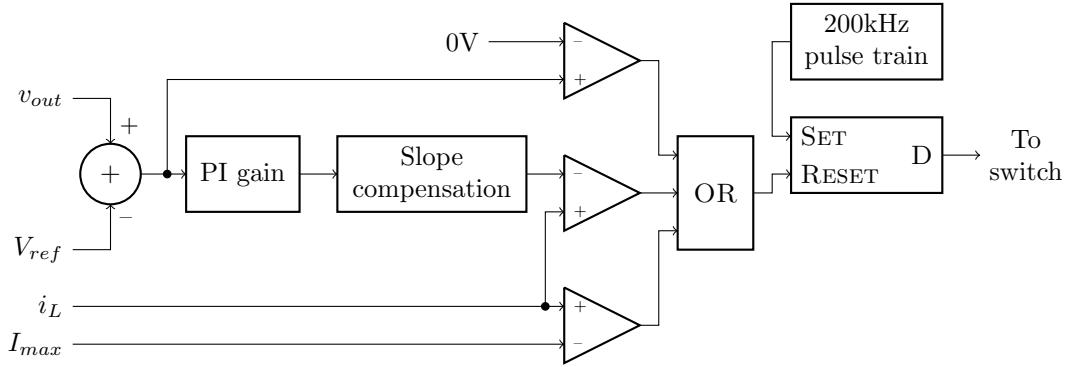 200kHz
pulse train
0V
−
+
v_out
+
+
−
V_ref
PI gain
Slope
compensation
−
+
OR
SET
RESET
D
To
switch
i_L
I_max
+
−